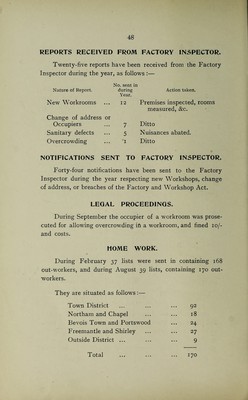 48
REPORTS RECEIVED FROM FACTORY INSPECTOR.
Twenty-five reports have been received from the Factory
Inspector during the year, as follows :—
No. sent in
Nature of Report. during Action taken.
Year.
New Workrooms ... 12 Premises inspected, rooms
measured, &c.
Change of address or
Occupiers ... 7 Ditto
Sanitary defects ... 5 Nuisances abated.
Overcrowding ... 1 Ditto
NOTIFICATIONS SENT TO FACTORY INSPECTOR.
Forty-four notifications have been sent to the Factory
Inspector during the year respecting new Workshops, change
of address, or breaches of the Factory and Workshop Act.
LEGAL PROCEEDINGS.
During September the occupier of a workroom was prose-
cuted for allowing overcrowding in a workroom, and fined 10/-
and costs.
HOME WORK.
During February 37 lists were sent in containing 168
out-workers, and during August 39 lists, containing 170 out-
workers.
They are situated as follows :—
Town District ... ... ... 92
Northam and Chapel ... ... 18
Bevois Town and Portswood ... 24
Freemantle and Shirley ... ... 27
Outside District ... ... ... 9
Total ... ... ... 170